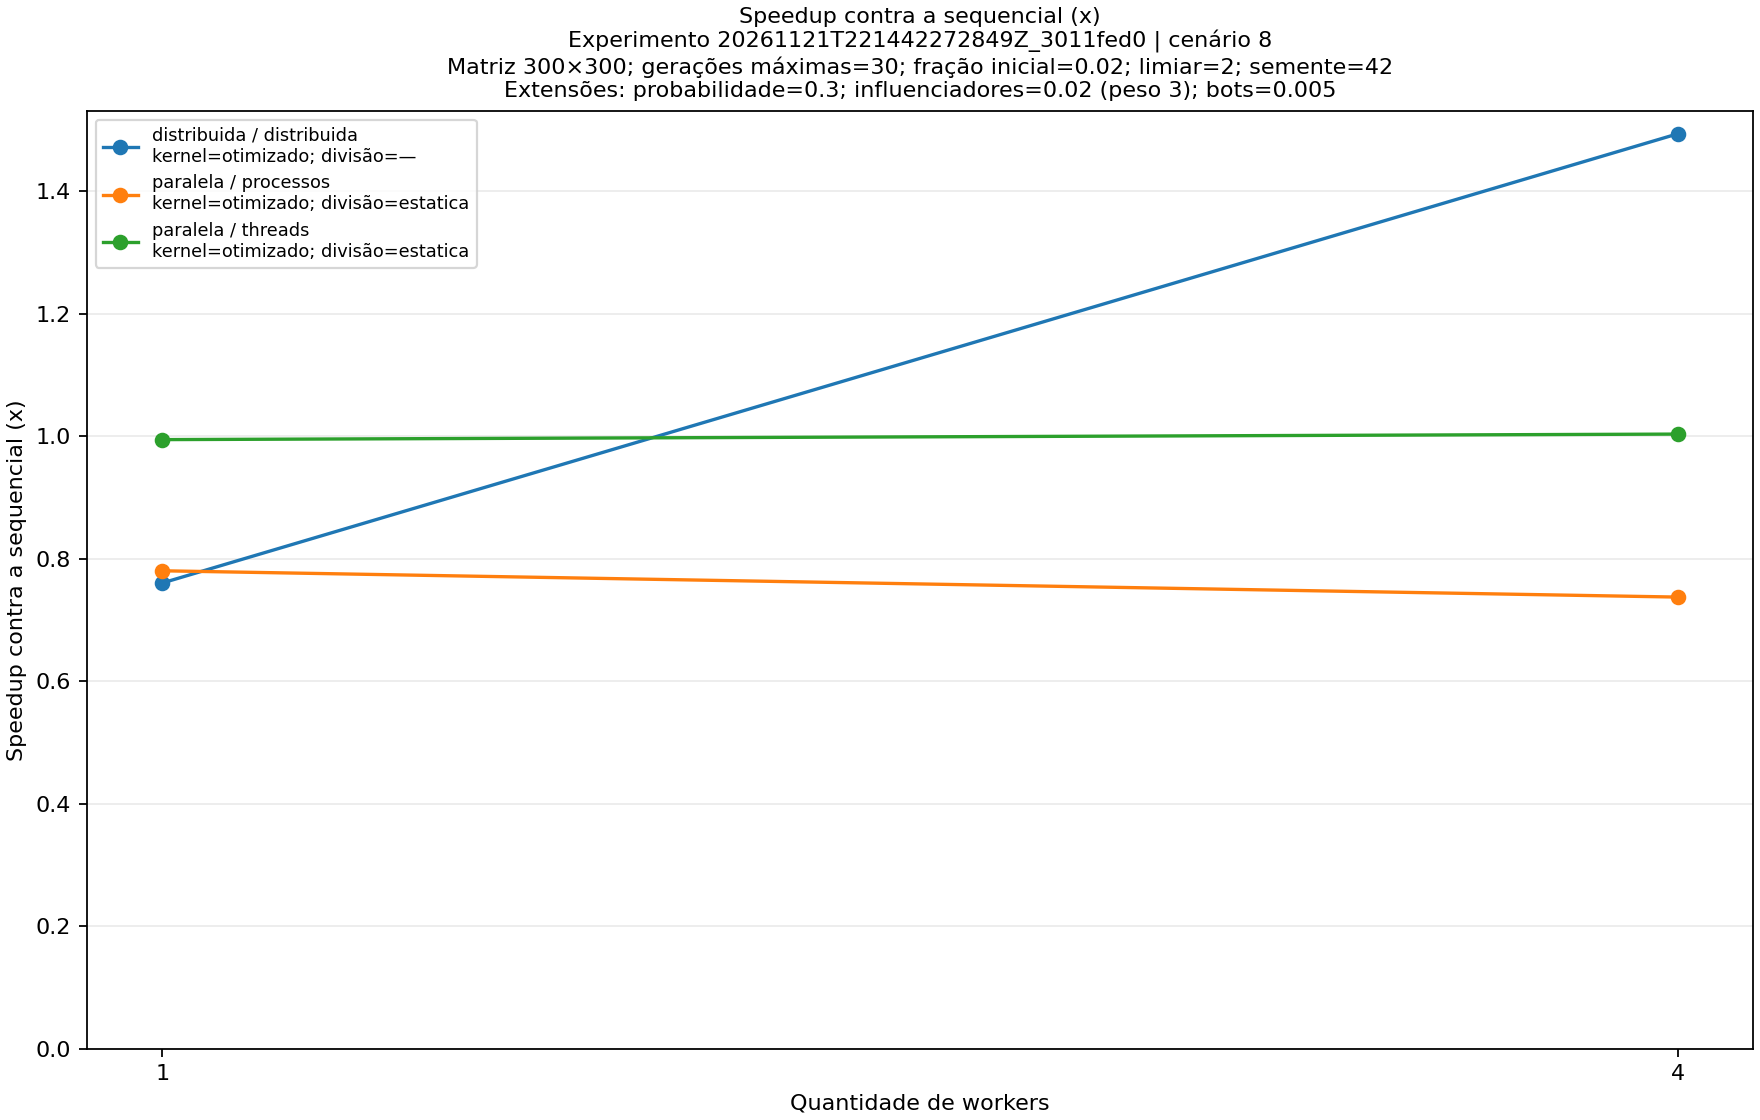 Speedup contra a sequencial (x)
Experimento 20261121T221442272849Z_3011fed0 | cenário 8
Matriz 300×300; gerações máximas=30; fração inicial=0.02; limiar=2; semente=42
Extensões: probabilidade=0.3; influenciadores=0.02 (peso 3); bots=0.005
distribuida / distribuida
kernel=otimizado; divisão=—
paralela / processos
kernel=otimizado; divisão=estatica
paralela / threads
kernel=otimizado; divisão=estatica
1.4
1.2
1.0
0.8
0.6
0.4
0.2
0.0
Speedup contra a sequencial (x)
1
4
Quantidade de workers